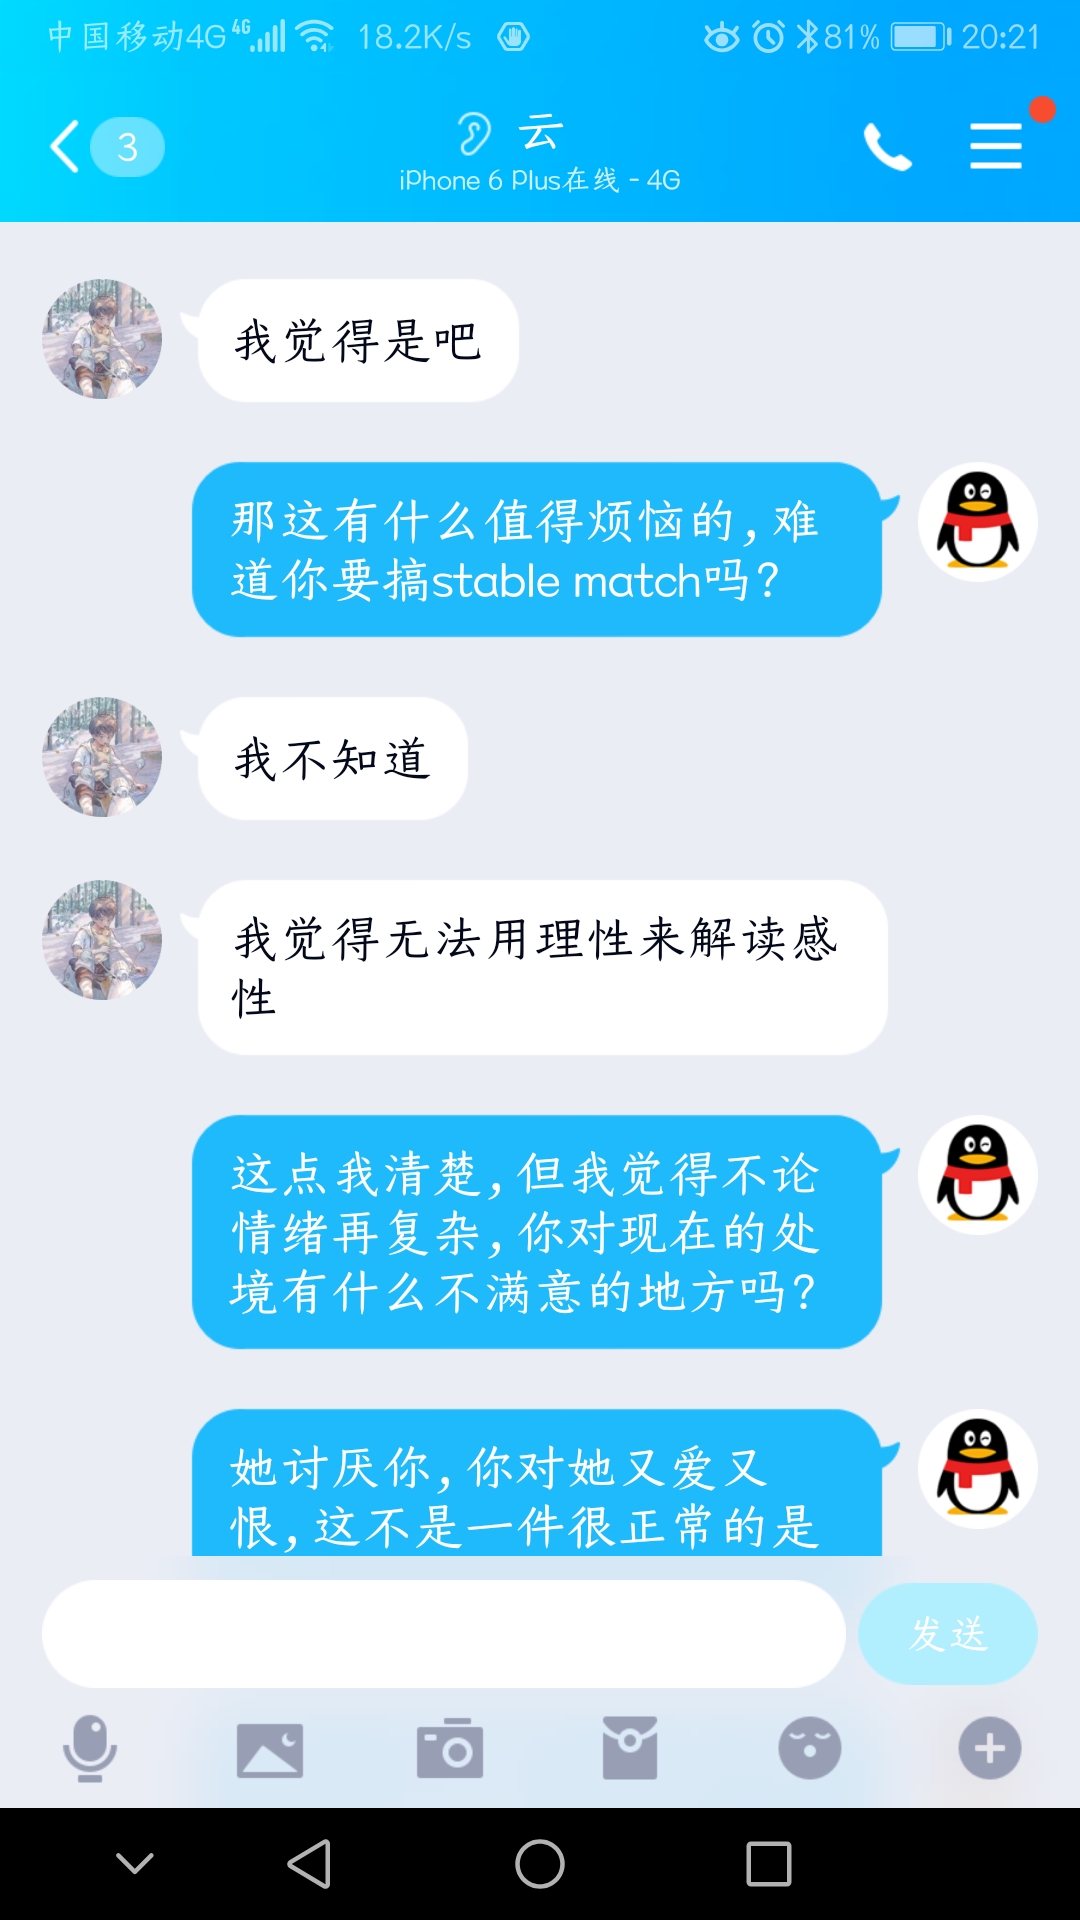 中国移动4G 4G 18.2K/s 81% 20:21
3
云
iPhone 6 Plus在线 - 4G
我觉得是吧
那这有什么值得烦恼的,难
道你要搞stable match吗?
我不知道
我觉得无法用理性来解读感
性
这点我清楚,但我觉得不论
情绪再复杂,你对现在的处
境有什么不满意的地方吗?
她讨厌你,你对她又爱又
恨,这不是一件很正常的是
发送